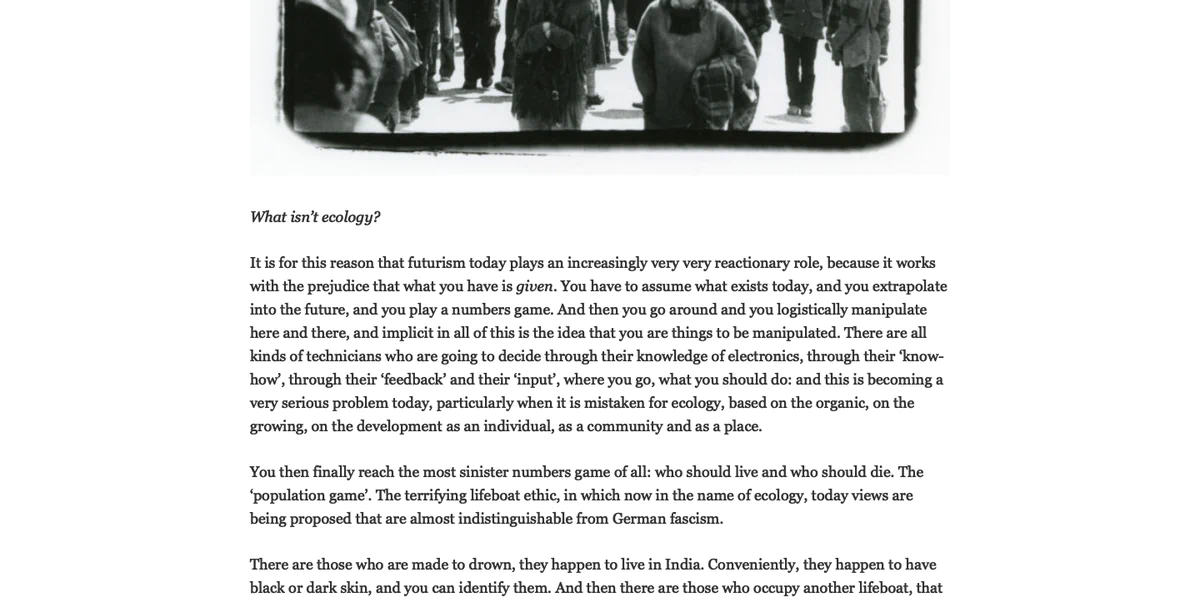 What isn’t ecology?
It is for this reason that futurism today plays an increasingly very very reactionary role, because it works
with the prejudice that what you have is given. You have to assume what exists today, and you extrapolate
into the future, and you play a numbers game. And then you go around and you logistically manipulate
here and there, and implicit in all of this is the idea that you are things to be manipulated. There are all
kinds of technicians who are going to decide through their knowledge of electronics, through their ‘know-
how’, through their ‘feedback’ and their ‘input’, where you go, what you should do: and this is becoming a
very serious problem today, particularly when it is mistaken for ecology, based on the organic, on the
growing, on the development as an individual, as a community and as a place.
You then finally reach the most sinister numbers game of all: who should live and who should die. The
‘population game’. The terrifying lifeboat ethic, in which now in the name of ecology, today views are
being proposed that are almost indistinguishable from German fascism.
There are those who are made to drown, they happen to live in India. Conveniently, they happen to have
black or dark skin, and you can identify them. And then there are those who occupy another lifeboat, that